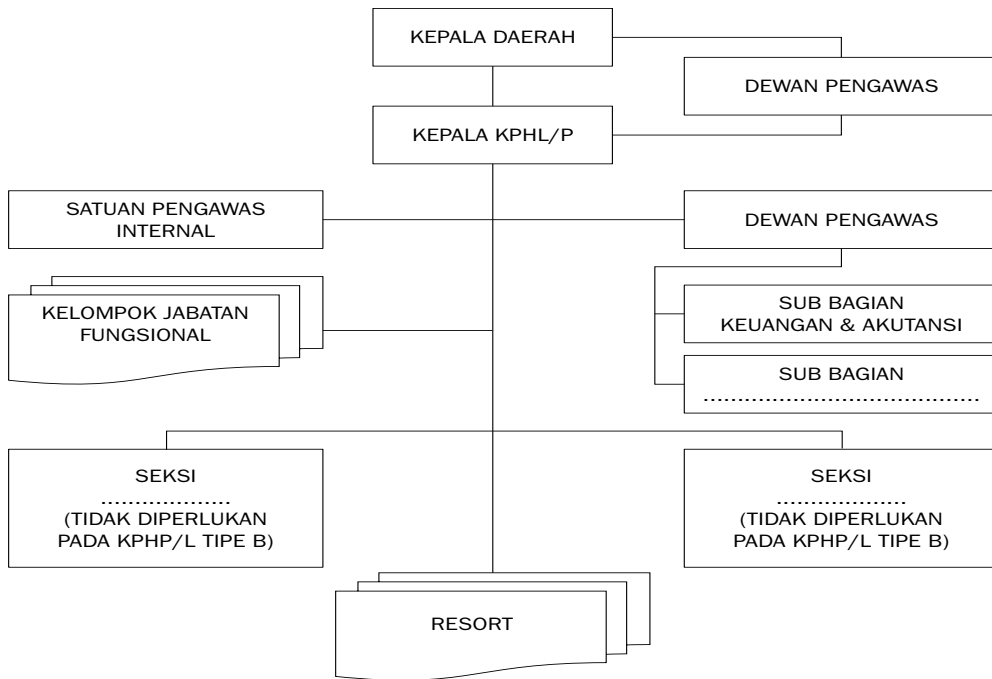 KEPALA DAERAH
DEWAN PENGAWAS
KEPALA KPHL/P
SATUAN PENGAWAS
INTERNAL
DEWAN PENGAWAS
KELOMPOK JABATAN
FUNGSIONAL
SUB BAGIAN
KEUANGAN & AKUTANSI
SUB BAGIAN
..........................................
SEKSI
...................
(TIDAK DIPERLUKAN
PADA KPHP/L TIPE B)
SEKSI
...................
(TIDAK DIPERLUKAN
PADA KPHP/L TIPE B)
RESORT